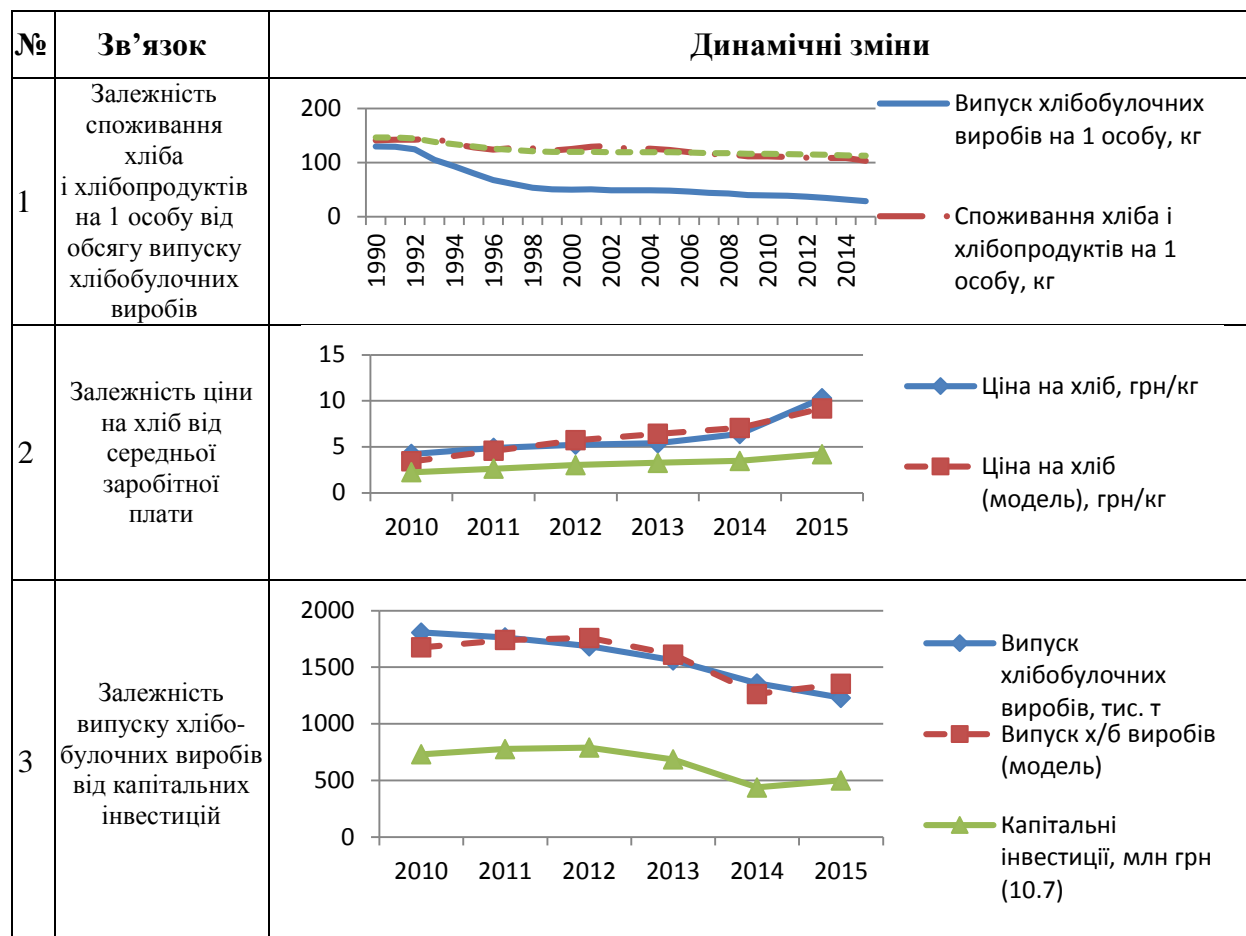 №
Зв’язок
Динамічні зміни
1
Залежність
споживання
хліба
і хлібопродуктів
на 1 особу від
обсягу випуску
хлібобулочних
виробів
200
100
0
1990
1992
1994
1996
1998
2000
2002
2004
2006
2008
2010
2012
2014
Випуск хлібобулочних
виробів на 1 особу, кг
Споживання хліба і
хлібопродуктів на 1
особу, кг
2
Залежність ціни
на хліб від
середньої
заробітної
плати
15
10
5
0
2010 2011 2012 2013 2014 2015
Ціна на хліб, грн/кг
Ціна на хліб
(модель), грн/кг
3
Залежність
випуску хлібо-
булочних виробів
від капітальних
інвестицій
2000
1500
1000
500
0
2010 2011 2012 2013 2014 2015
Випуск
хлібобулочних
виробів, тис. т
Випуск х/б виробів
(модель)
Капітальні
інвестиції, млн грн
(10.7)